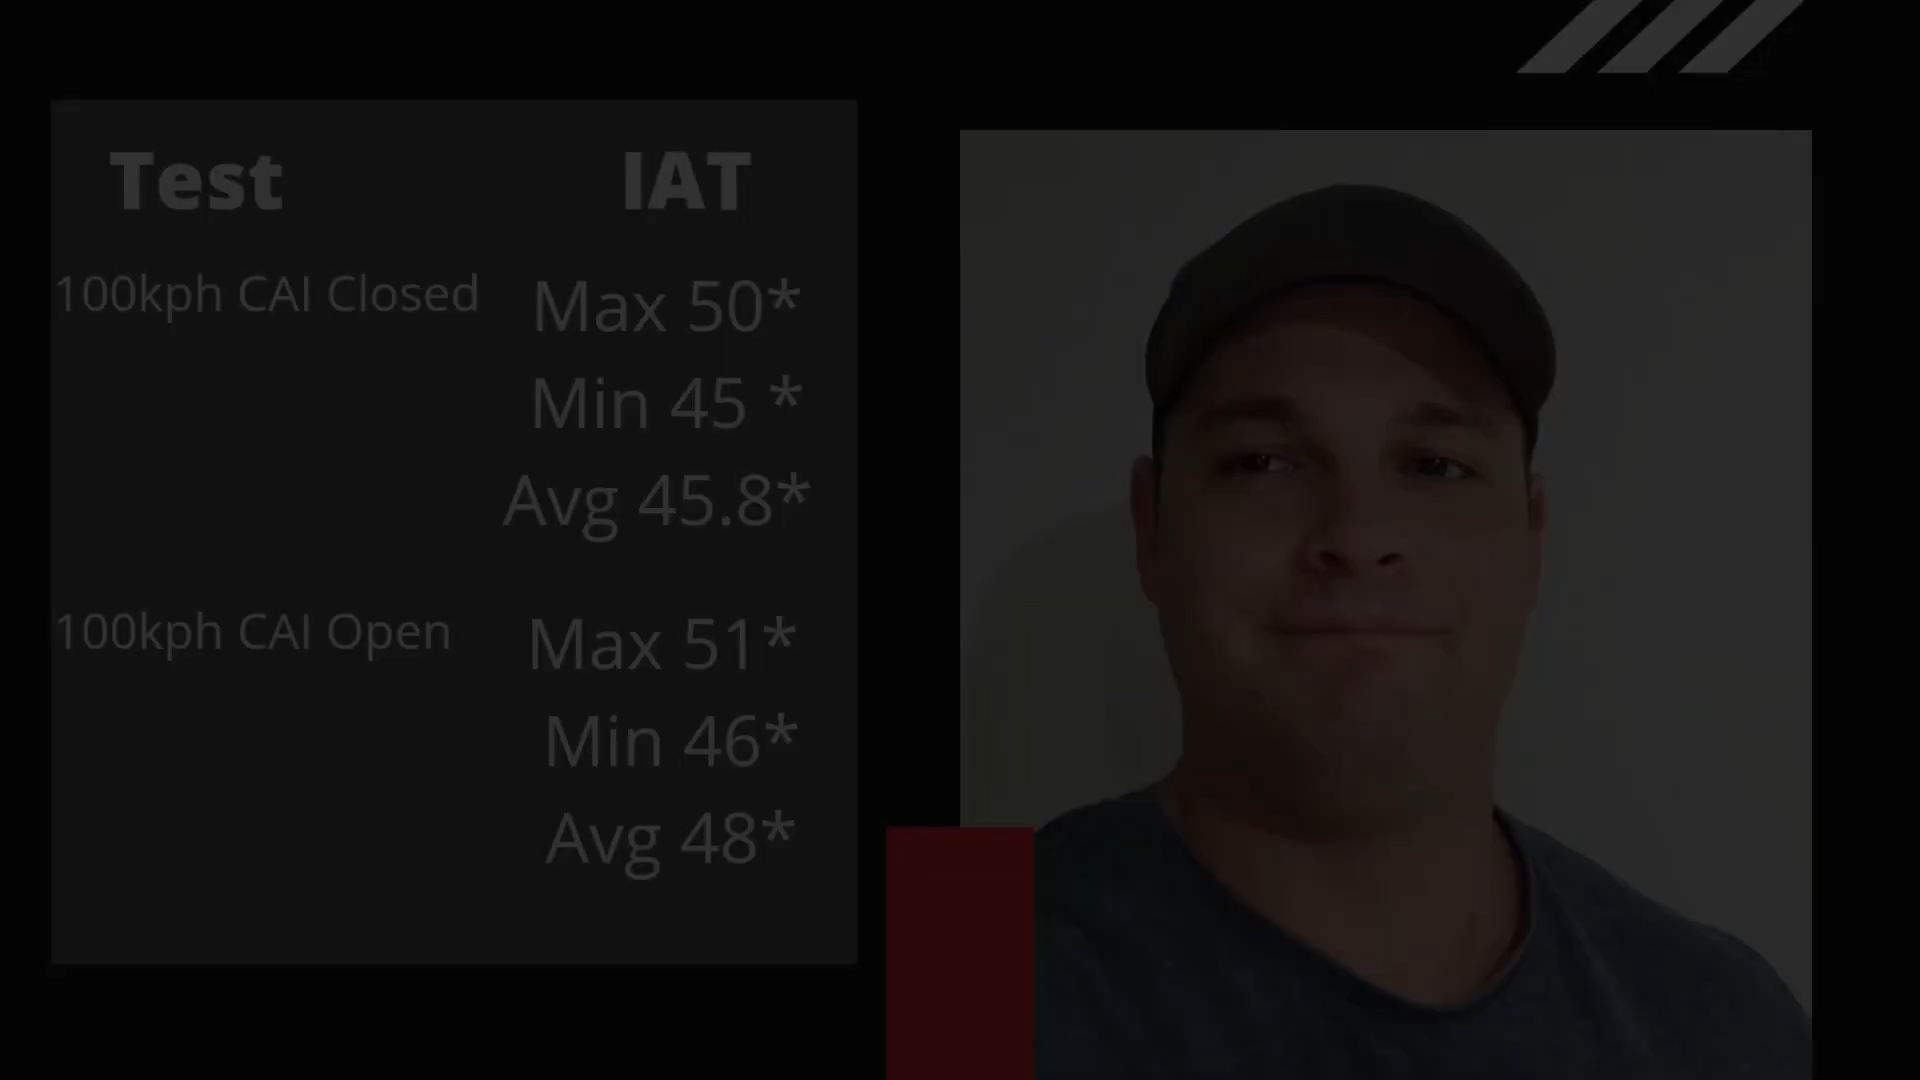 Test IAT
100kph CAI Closed Max 50*
Min 45 *
Avg 45.8*
100kph CAI Open Max 51*
Min 46*
Avg 48*